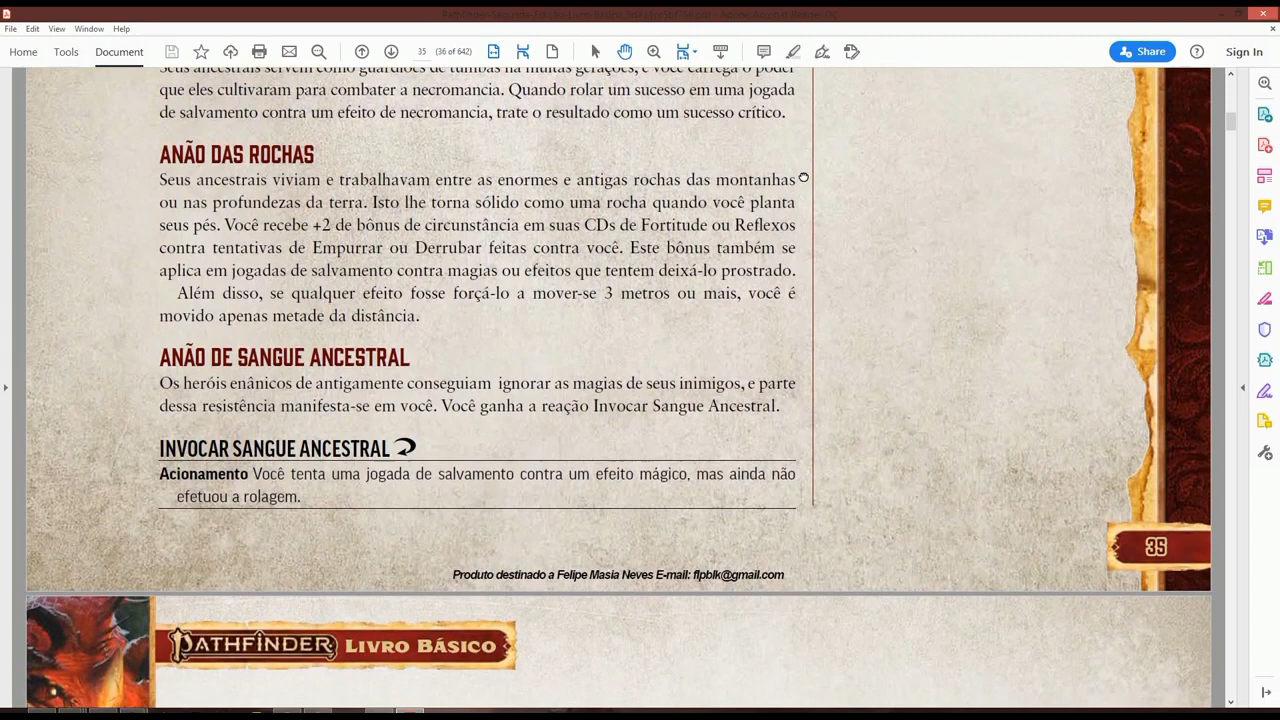 File Edit View Window Help
Home Tools Document 35 (36 of 642) Share Sign In
que eles cultivaram para combater a necromancia. Quando rolar um sucesso em uma jogada
de salvamento contra um efeito de necromancia, trate o resultado como um sucesso crítico.
ANÃO DAS ROCHAS
Seus ancestrais viviam e trabalhavam entre as enormes e antigas rochas das montanhas
ou nas profundezas da terra. Isto lhe torna sólido como uma rocha quando você planta
seus pés. Você recebe +2 de bônus de circunstância em suas CDs de Fortitude ou Reflexos
contra tentativas de Empurrar ou Derrubar feitas contra você. Este bônus também se
aplica em jogadas de salvamento contra magias ou efeitos que tentem deixá-lo prostrado.
Além disso, se qualquer efeito fosse forçá-lo a mover-se 3 metros ou mais, você é
movido apenas metade da distância.
ANÃO DE SANGUE ANCESTRAL
Os heróis enânicos de antigamente conseguiam ignorar as magias de seus inimigos, e parte
dessa resistência manifesta-se em você. Você ganha a reação Invocar Sangue Ancestral.
INVOCAR SANGUE ANCESTRAL
Acionamento Você tenta uma jogada de salvamento contra um efeito mágico, mas ainda não
efetuou a rolagem.
35
Produto destinado a Felipe Masia Neves E-mail: flpblk@gmail.com
PATHFINDER LIVRO BÁSICO